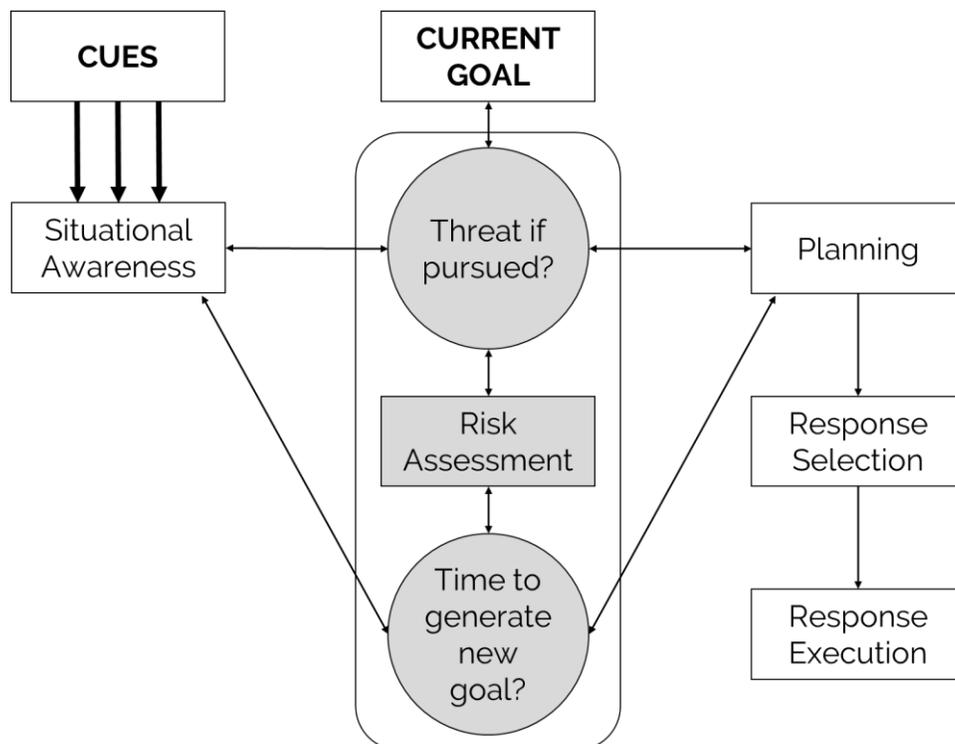 CUES
CURRENT
GOAL
Situational
Awareness
Threat if
pursued?
Planning
Risk
Assessment
Response
Selection
Time to
generate
new
goal?
Response
Execution